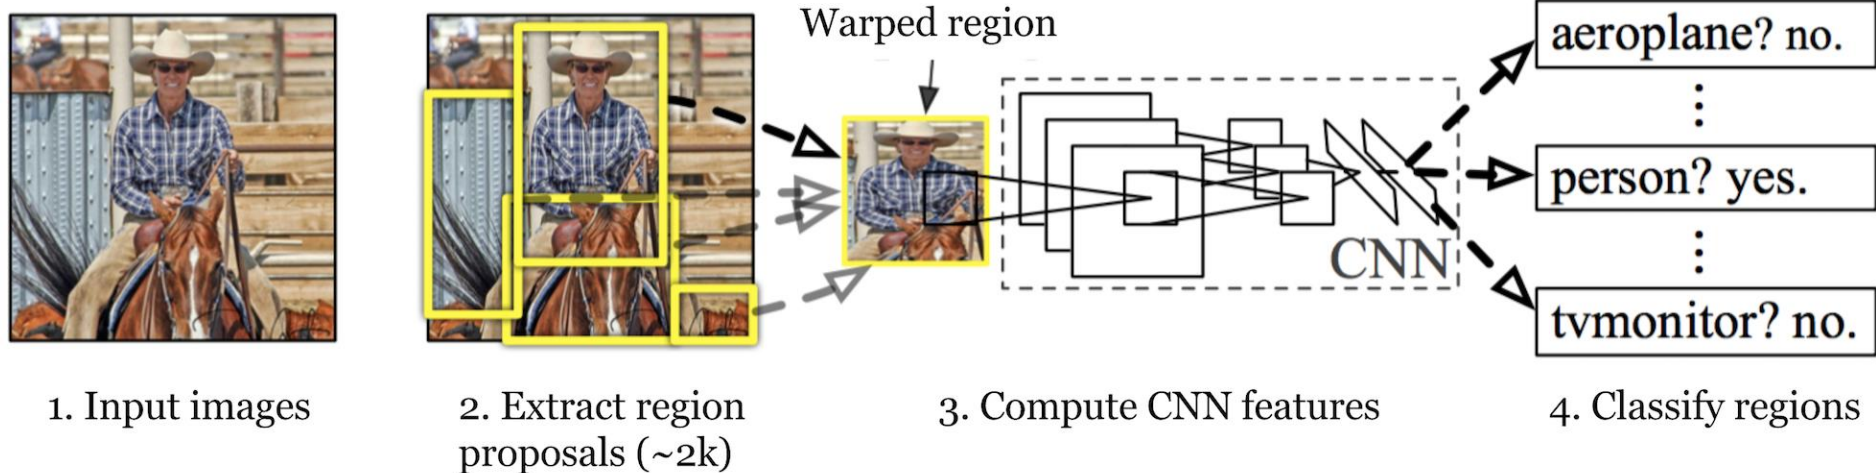 Warped region
aeroplane? no.
person? yes.
CNN
tvmonitor? no.
1. Input images
2. Extract region
proposals (~2k)
3. Compute CNN features
4. Classify regions